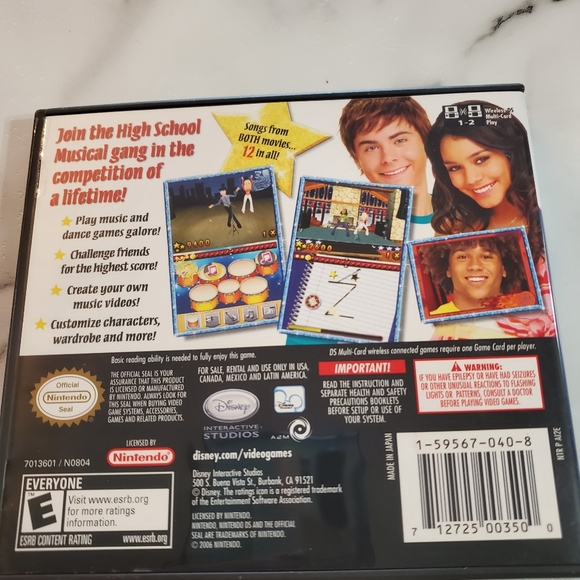 Join the High School
Musical gang in the
competition of
a lifetime!
Play music and
dance games galore!
Challenge friends
for the highest score!
Create your own
music videos!
Customize characters,
wardrobe and more!
Songs from
BOTH movies...
12 in all!
Wireless DS
Multi-Card
Play
1-2
Basic reading ability is needed to fully enjoy this game.
DS Multi-Card wireless connected games require one Game Card per player.
Official
Nintendo
Seal
THE OFFICIAL SEAL IS YOUR
ASSURANCE THAT THIS PRODUCT
IS LICENSED OR MANUFACTURED
BY NINTENDO. ALWAYS LOOK FOR
THIS SEAL WHEN BUYING VIDEO
GAME SYSTEMS, ACCESSORIES,
GAMES AND RELATED PRODUCTS.
FOR SALE, RENTAL AND USE ONLY IN USA,
CANADA, MEXICO AND LATIN AMERICA.
Disney
INTERACTIVE
STUDIOS
A2M
IMPORTANT!
READ THE INSTRUCTION AND
SEPARATE HEALTH AND SAFETY
PRECAUTIONS BOOKLETS
BEFORE SETUP OR USE OF
YOUR SYSTEM.
WARNING:
IF YOU HAVE EPILEPSY OR HAVE HAD SEIZURES
OR OTHER UNUSUAL REACTIONS TO FLASHING
LIGHTS OR PATTERNS, CONSULT A DOCTOR
BEFORE PLAYING VIDEO GAMES.
LICENSED BY
Nintendo
7013601 / N0804
EVERYONE
E
Visit www.esrb.org
for more ratings
information.
ESRB CONTENT RATING www.esrb.org
disney.com/videogames
Disney Interactive Studios
500 S. Buena Vista St., Burbank, CA 91521
© Disney. The ratings icon is a registered trademark
of the Entertainment Software Association.
LICENSED BY NINTENDO.
NINTENDO, NINTENDO DS AND THE OFFICIAL
SEAL ARE TRADEMARKS OF NINTENDO.
© 2006 NINTENDO.
MADE IN JAPAN
1-59567-040-8
7 12725 00350 0